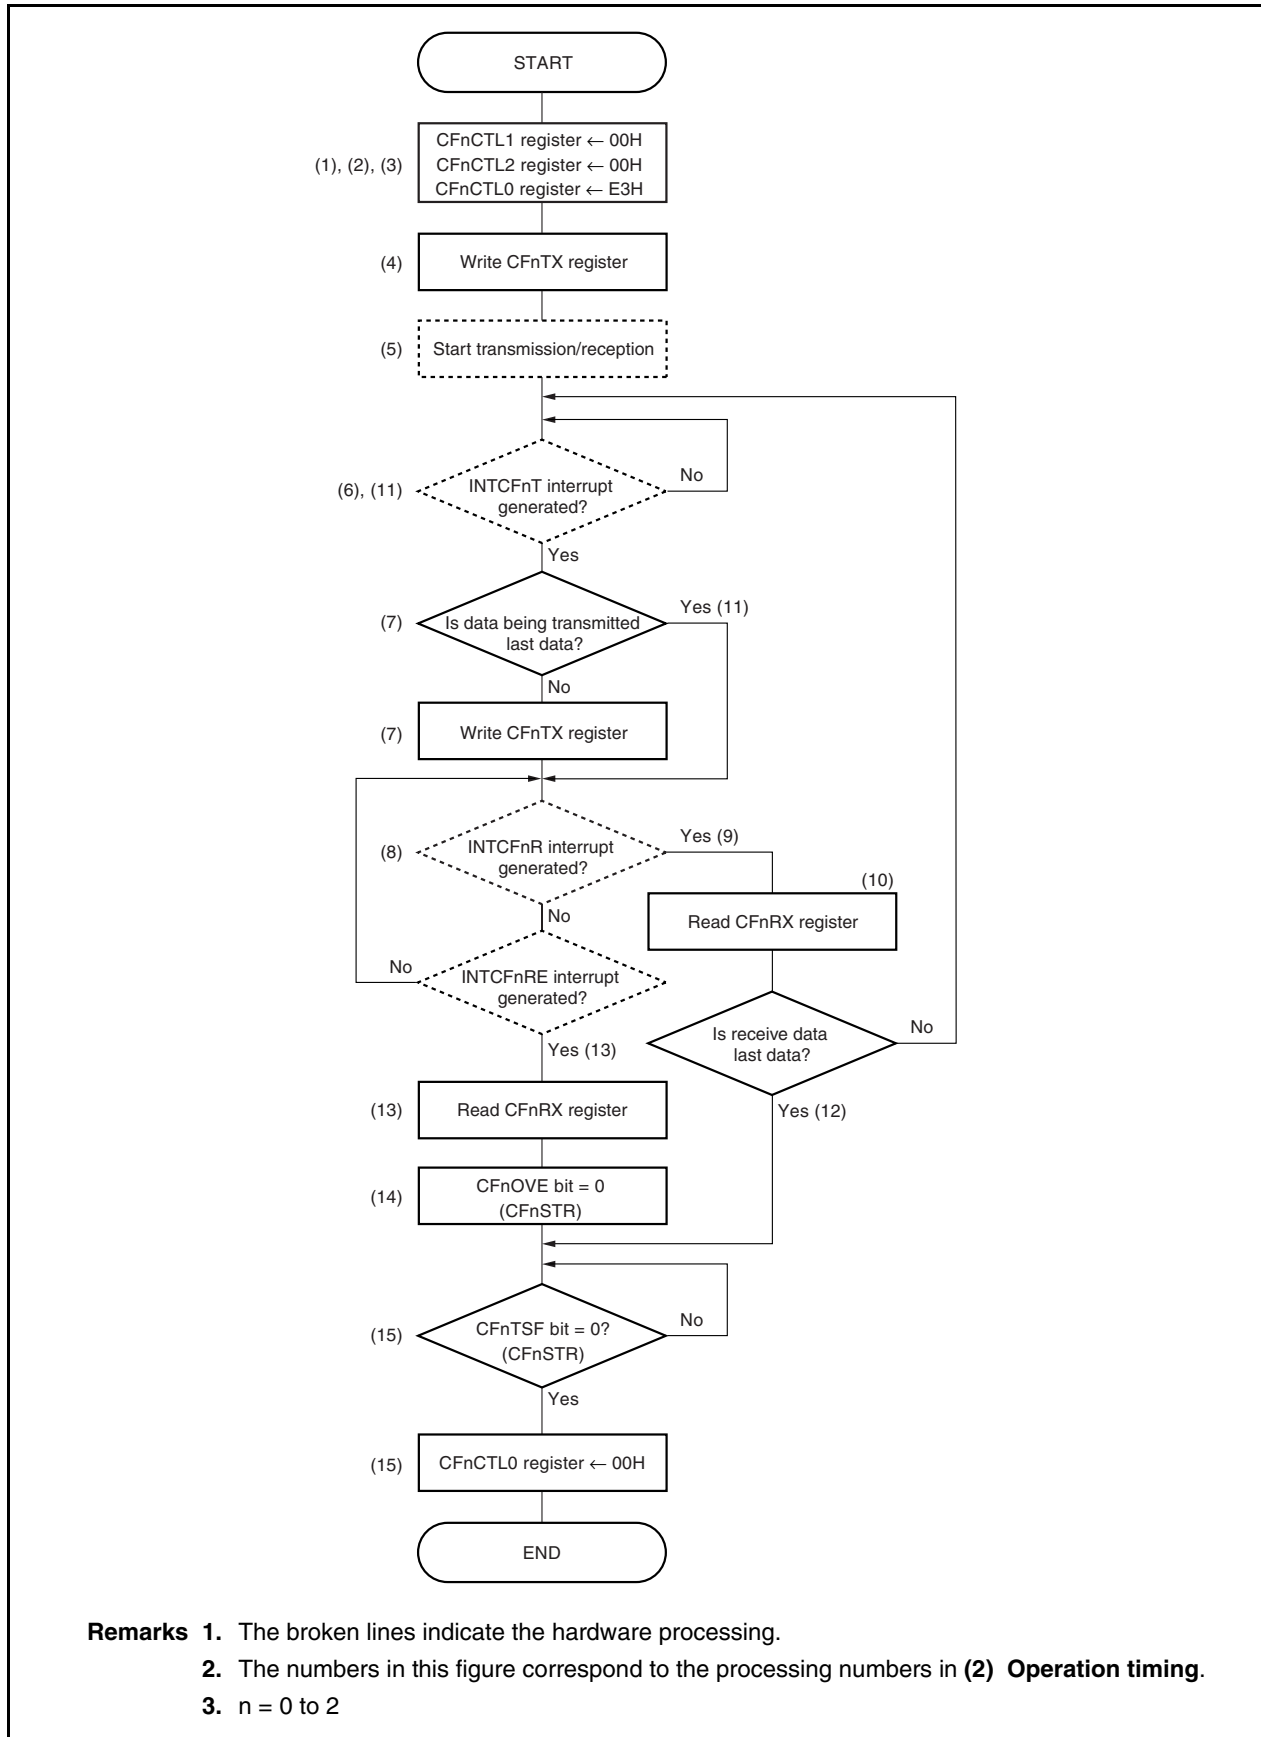 START
CFnCTL1 register ← 00H
(1), (2), (3)
CFnCTL2 register ← 00H
CFnCTL0 register ← E3H
(4)
Write CFnTX register
(5)
Start transmission/reception
(6), (11)
INTCFnT interrupt
generated?
No
Yes
(7)
Is data being transmitted
last data?
Yes (11)
No
(7)
Write CFnTX register
(8)
INTCFnR interrupt
generated?
Yes (9)
No
(10)
Read CFnRX register
No
INTCFnRE interrupt
generated?
Is receive data
last data?
No
Yes (13)
Yes (12)
(13)
Read CFnRX register
(14)
CFnOVE bit = 0
(CFnSTR)
(15)
CFnTSF bit = 0?
(CFnSTR)
No
Yes
(15)
CFnCTL0 register ← 00H
END
Remarks 1. The broken lines indicate the hardware processing.
2. The numbers in this figure correspond to the processing numbers in (2) Operation timing.
3. n = 0 to 2